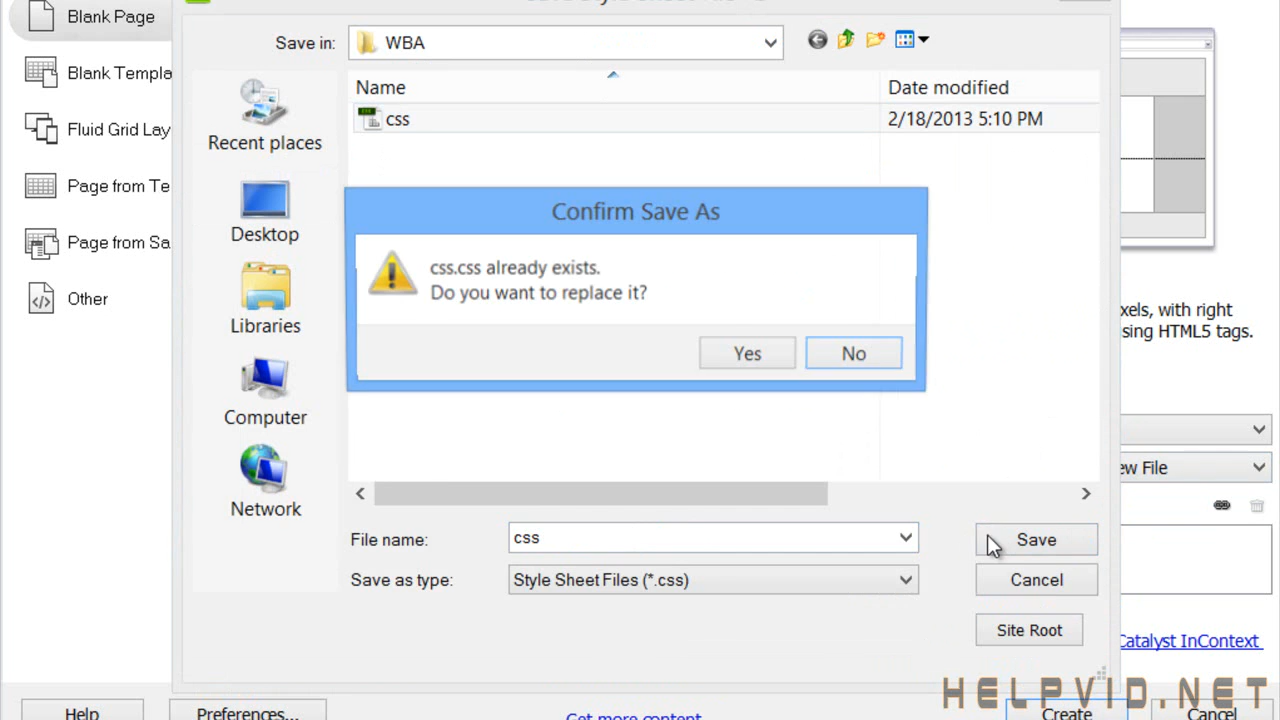 Blank Page
Blank Templa
Fluid Grid Lay
Page from Te
Page from Sa
Other
Save in:
WBA
Name
Date modified
css
2/18/2013 5:10 PM
Recent places
Desktop
Libraries
Computer
Network
Confirm Save As
css.css already exists.
Do you want to replace it?
Yes
No
File name:
css
Save
Save as type:
Style Sheet Files (*.css)
Cancel
Site Root
xels, with right
sing HTML5 tags.
ew File
Catalyst InContext
HELPVID.NET
Help
Preferences...
Get more content
Create
Cancel